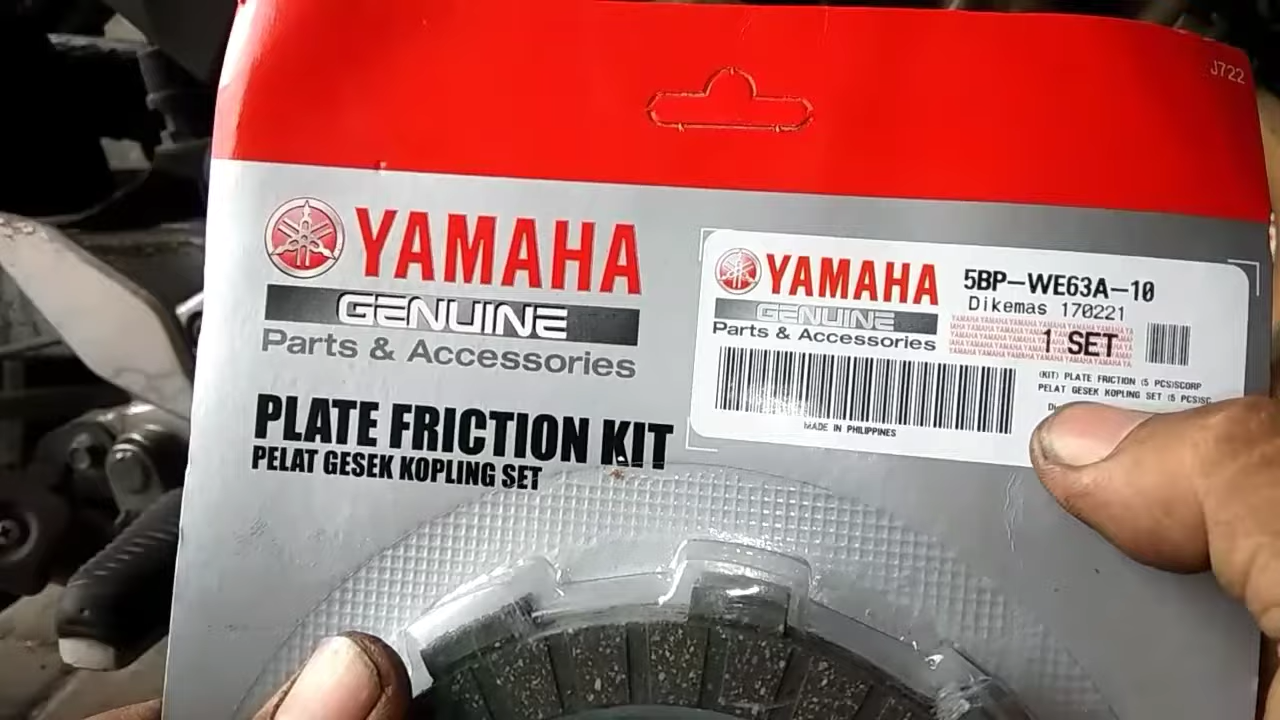 J722
YAMAHA
GENUINE
Parts & Accessories
PLATE FRICTION KIT
PELAT GESEK KOPLING SET
YAMAHA
GENUINE
Parts & Accessories
MADE IN PHILIPPINES
5BP-WE63A-10
Dikemas 170221
1 SET
(KIT) PLATE FRICTION (5 PCS)SCORP
PELAT GESEK KOPLING SET (5 PCS)SC